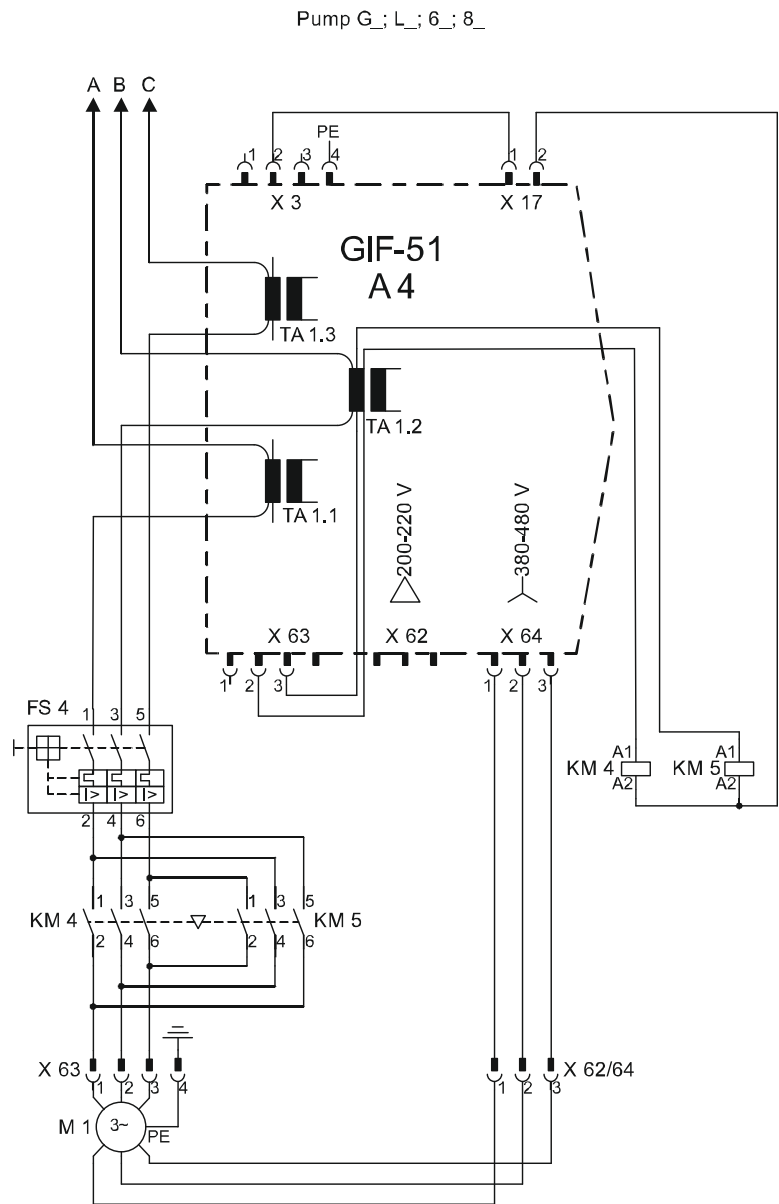 Pump G_; L_; 6_; 8_
A B C
PE
1 2 3 4 1 2
X 3 X 17
GIF-51
A 4
TA 1.3
TA 1.2
TA 1.1
200-220 V 380-480 V
X 63 X 62 X 64
1 2 3 1 2 3
FS 4
1 3 5
I> I> I>
2 4 6
KM 4 A1 A2 KM 5 A1 A2
KM 4 1 3 5 1 3 5 KM 5
2 4 6 2 4 6
X 63 X 62/64
1 2 3 4 1 2 3
M 1 3~ PE